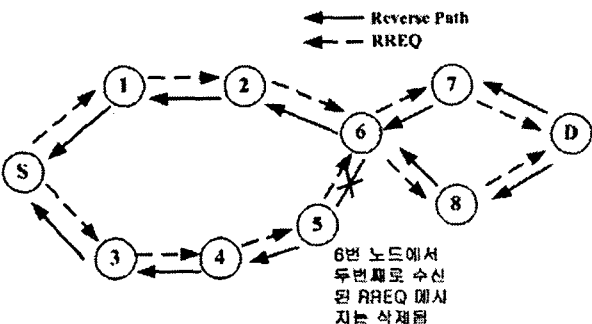 Reverse Path
RREQ
1
2
7
6
D
S
8
5
3
4
6번 노드에서
두번째로 수신
된 RREQ 메시
지는 삭제됨